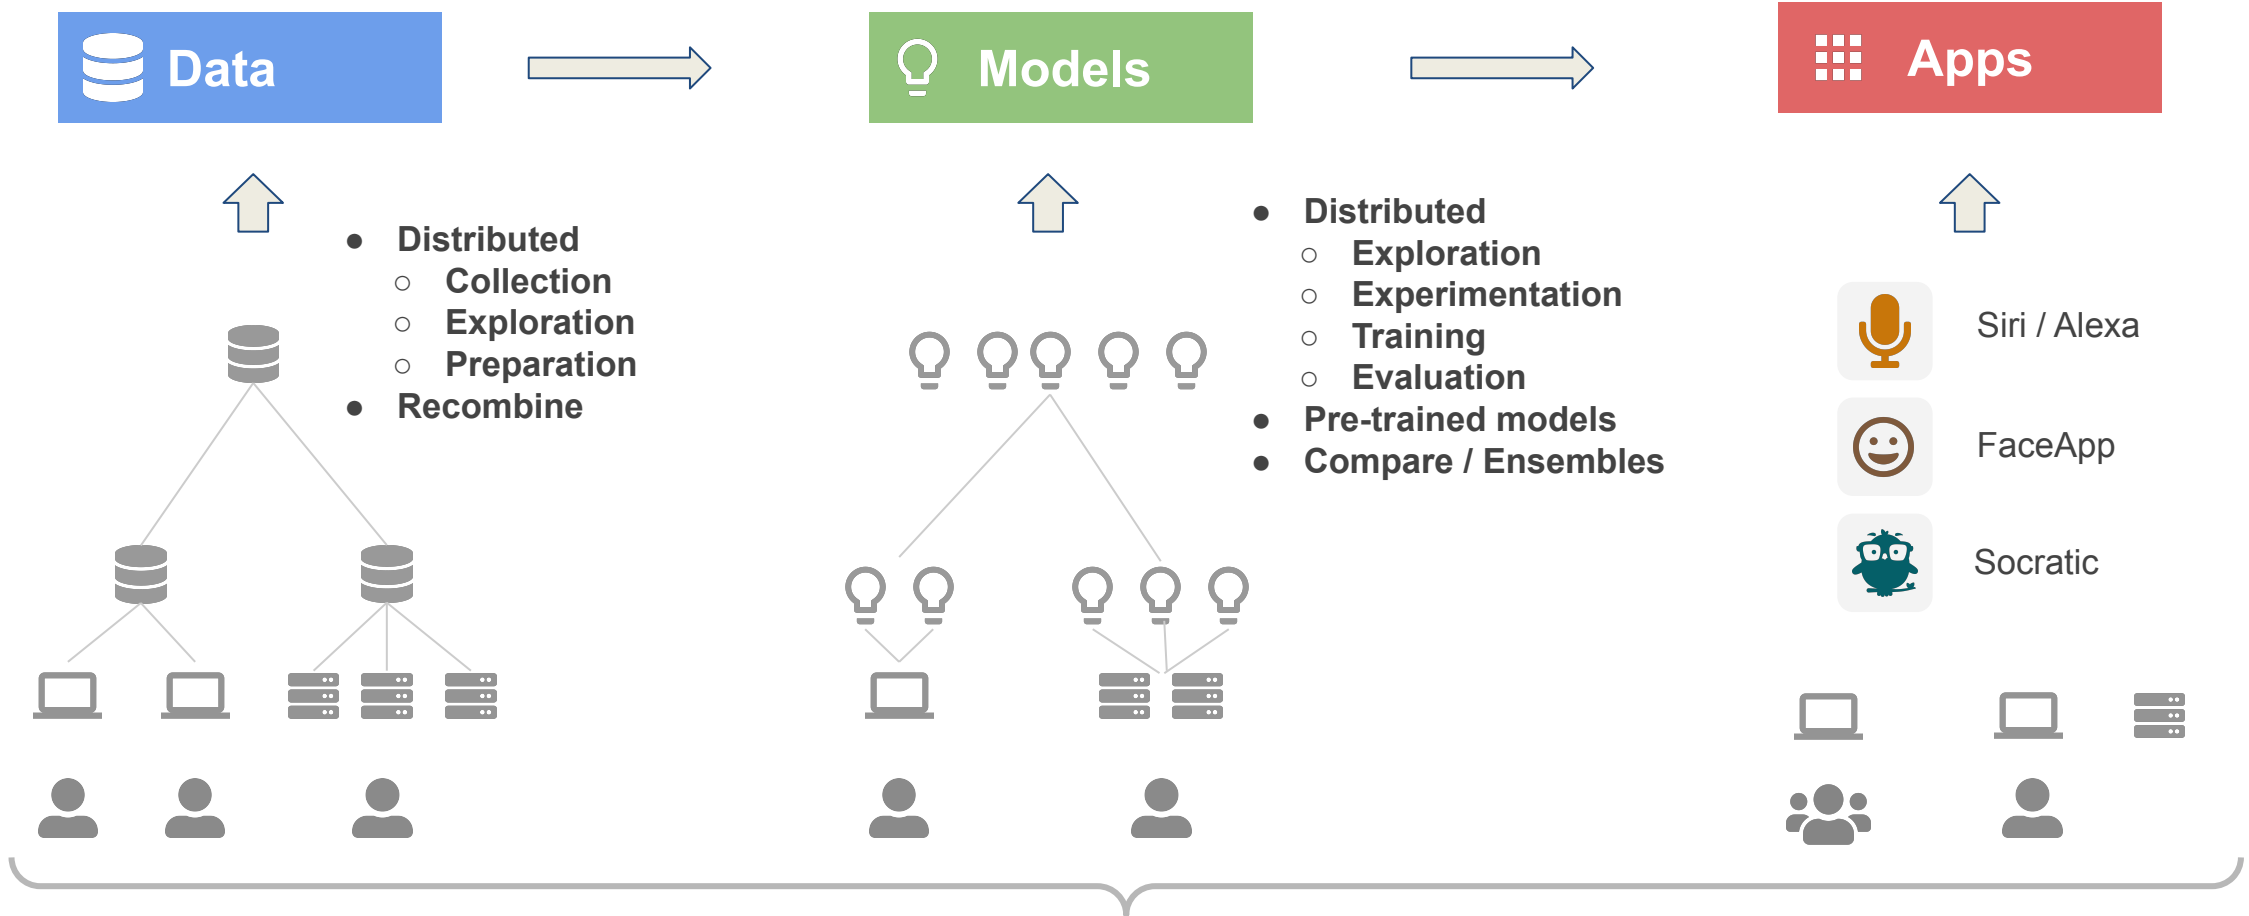 Data
Models
Apps
● Distributed
○ Collection
○ Exploration
○ Preparation
● Recombine
● Distributed
○ Exploration
○ Experimentation
○ Training
○ Evaluation
● Pre-trained models
● Compare / Ensembles
Siri / Alexa
FaceApp
Socratic